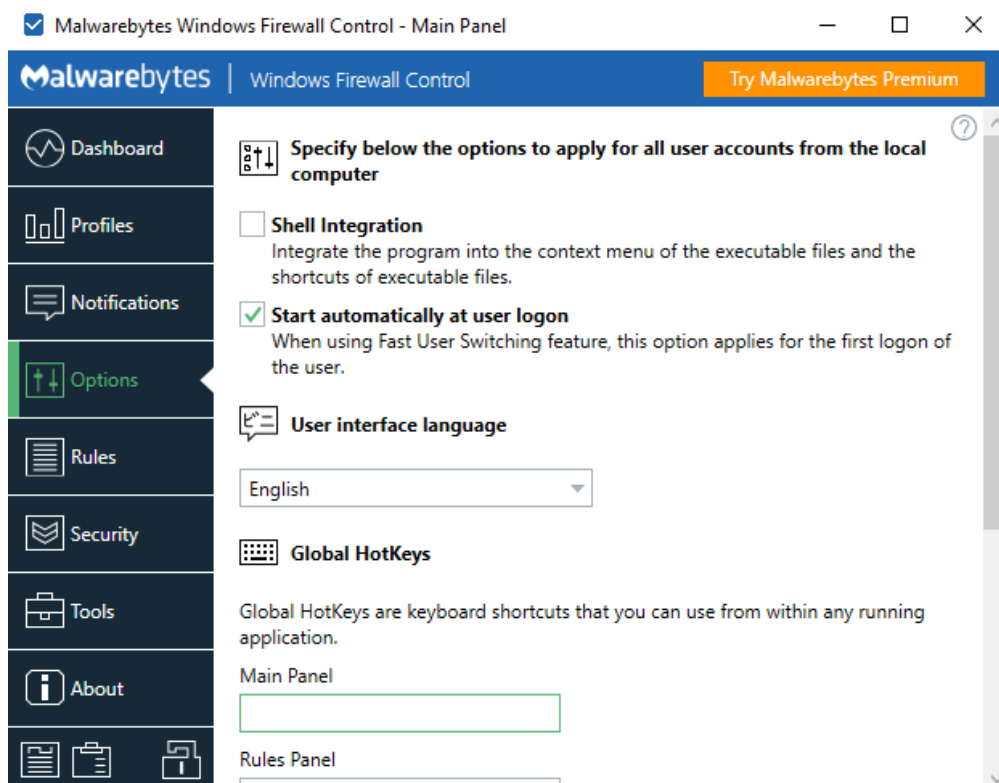 Malwarebytes Windows Firewall Control - Main Panel
Malwarebytes | Windows Firewall Control
Try Malwarebytes Premium
Dashboard
Profiles
Notifications
Options
Rules
Security
Tools
About
Specify below the options to apply for all user accounts from the local
computer
Shell Integration
Integrate the program into the context menu of the executable files and the
shortcuts of executable files.
Start automatically at user logon
When using Fast User Switching feature, this option applies for the first logon of
the user.
User interface language
English
Global HotKeys
Global HotKeys are keyboard shortcuts that you can use from within any running
application.
Main Panel
Rules Panel